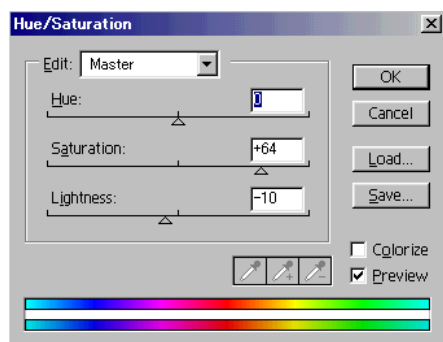 Hue/Saturation
Edit: Master
OK
Hue: 0
Cancel
Saturation: +64
Load...
Lightness: -10
Save...
Colorize
Preview